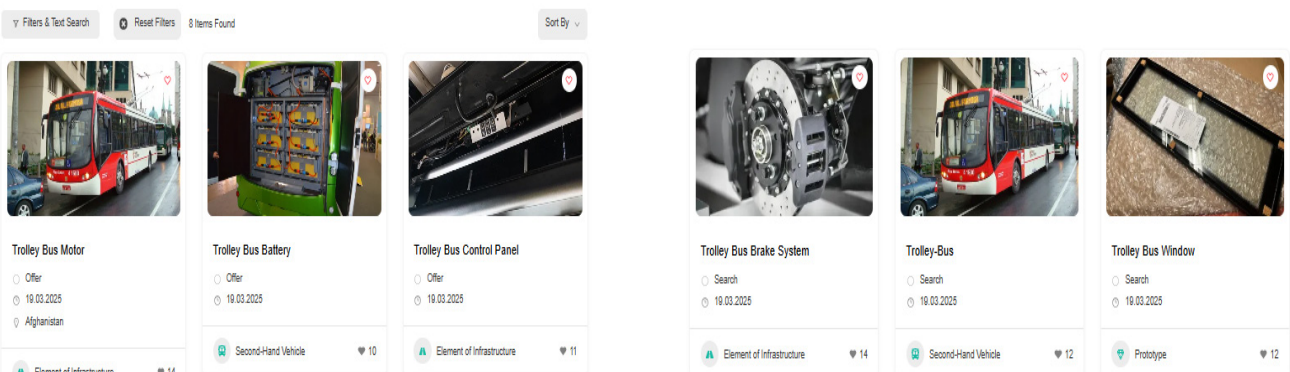 Filters & Text Search
Reset Filters
8 Items Found
Sort By
Trolley Bus Motor
Offer
19.03.2025
Afghanistan
Element of Infrastructure
14
Trolley Bus Battery
Offer
19.03.2025
Second-Hand Vehicle
10
Trolley Bus Control Panel
Offer
19.03.2025
Element of Infrastructure
11
Trolley Bus Brake System
Search
19.03.2025
Element of Infrastructure
14
Trolley-Bus
Search
19.03.2025
Second-Hand Vehicle
12
Trolley Bus Window
Search
19.03.2025
Prototype
12